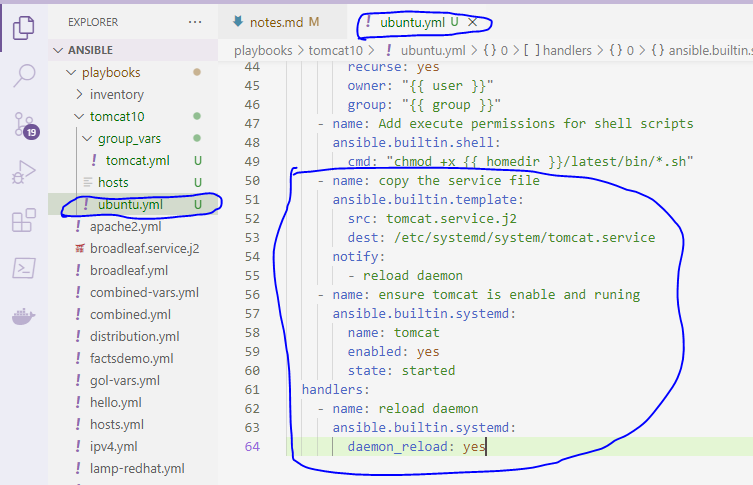 EXPLORER
...
ANSIBLE
playbooks
inventory
tomcat10
group_vars
! tomcat.yml U
hosts U
! ubuntu.yml U
! apache2.yml
broadleaf.service.j2
! broadleaf.yml
! combined-vars.yml
! combined.yml
! distribution.yml
! factsdemo.yml
! gol-vars.yml
! hello.yml
! hosts.yml
! ipv4.yml
! lamp-redhat.yml
19
notes.md M
! ubuntu.yml U ×
playbooks > tomcat10 > ! ubuntu.yml > {} 0 > [ ] handlers > {} 0 > {} ansible.builtin.s
44 recurse: yes
45 owner: "{{ user }}"
46 group: "{{ group }}"
47 - name: Add execute permissions for shell scripts
48 ansible.builtin.shell:
49 cmd: "chmod +x {{ homedir }}/latest/bin/*.sh"
50 - name: copy the service file
51 ansible.builtin.template:
52 src: tomcat.service.j2
53 dest: /etc/systemd/system/tomcat.service
54 notify:
55 - reload daemon
56 - name: ensure tomcat is enable and runing
57 ansible.builtin.systemd:
58 name: tomcat
59 enabled: yes
60 state: started
61 handlers:
62 - name: reload daemon
63 ansible.builtin.systemd:
64 daemon_reload: yes